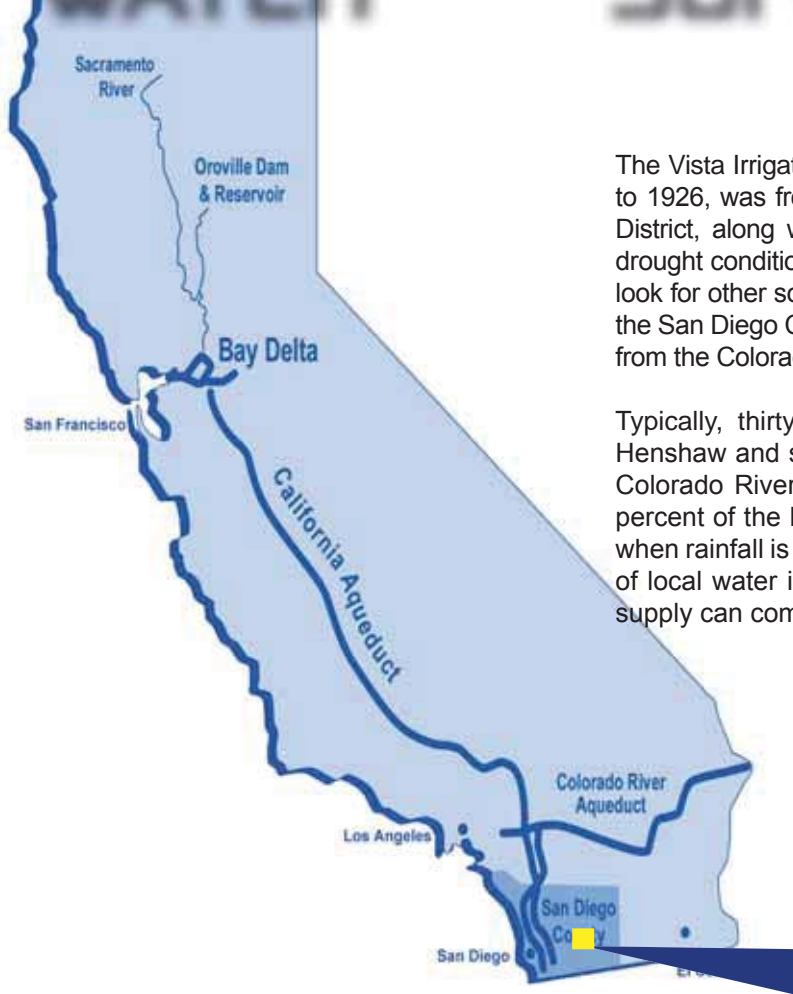 Sacramento
River
Oroville Dam
& Reservoir
Bay Delta
San Francisco
California Aqueduct
Colorado River
Aqueduct
Los Angeles
San Diego
San Diego
The Vista Irrigat
to 1926, was fr
District, along w
drought conditio
look for other so
the San Diego C
from the Colora
Typically, thirty
Henshaw and s
Colorado River
percent of the l
when rainfall is
of local water i
supply can com